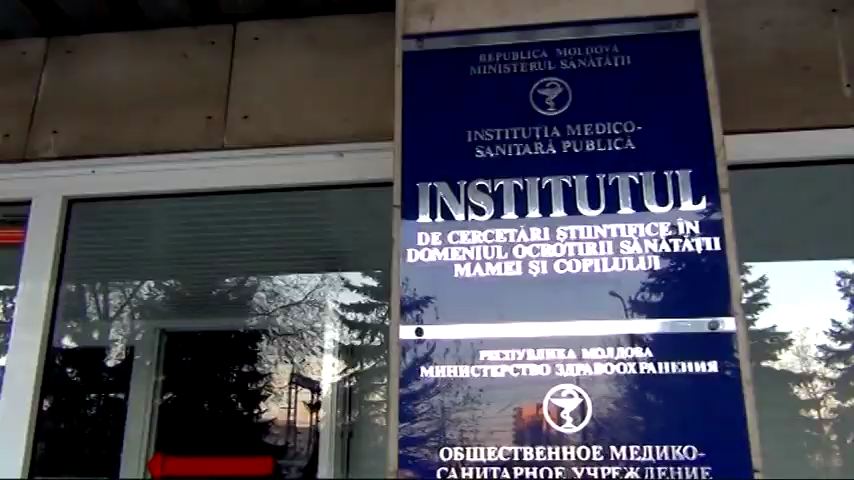 REPUBLICA MOLDOVA
MINISTERUL SĂNĂTĂȚII
INSTITUȚIA MEDICO-
SANITARĂ PUBLICĂ
INSTITUTUL
DE CERCETĂRI ȘTIINTIFICE ÎN
DOMENIUL OCROTIRII SĂNĂTĂȚII
MAMEI ȘI COPILULUI
РЕСПУБЛИКА МОЛДОВА
МИНИСТЕРСТВО ЗДРАВООХРАНЕНИЯ
ОБЩЕСТВЕННОЕ МЕДИКО-
САНИТАРНОЕ УЧРЕЖДЕНИЕ